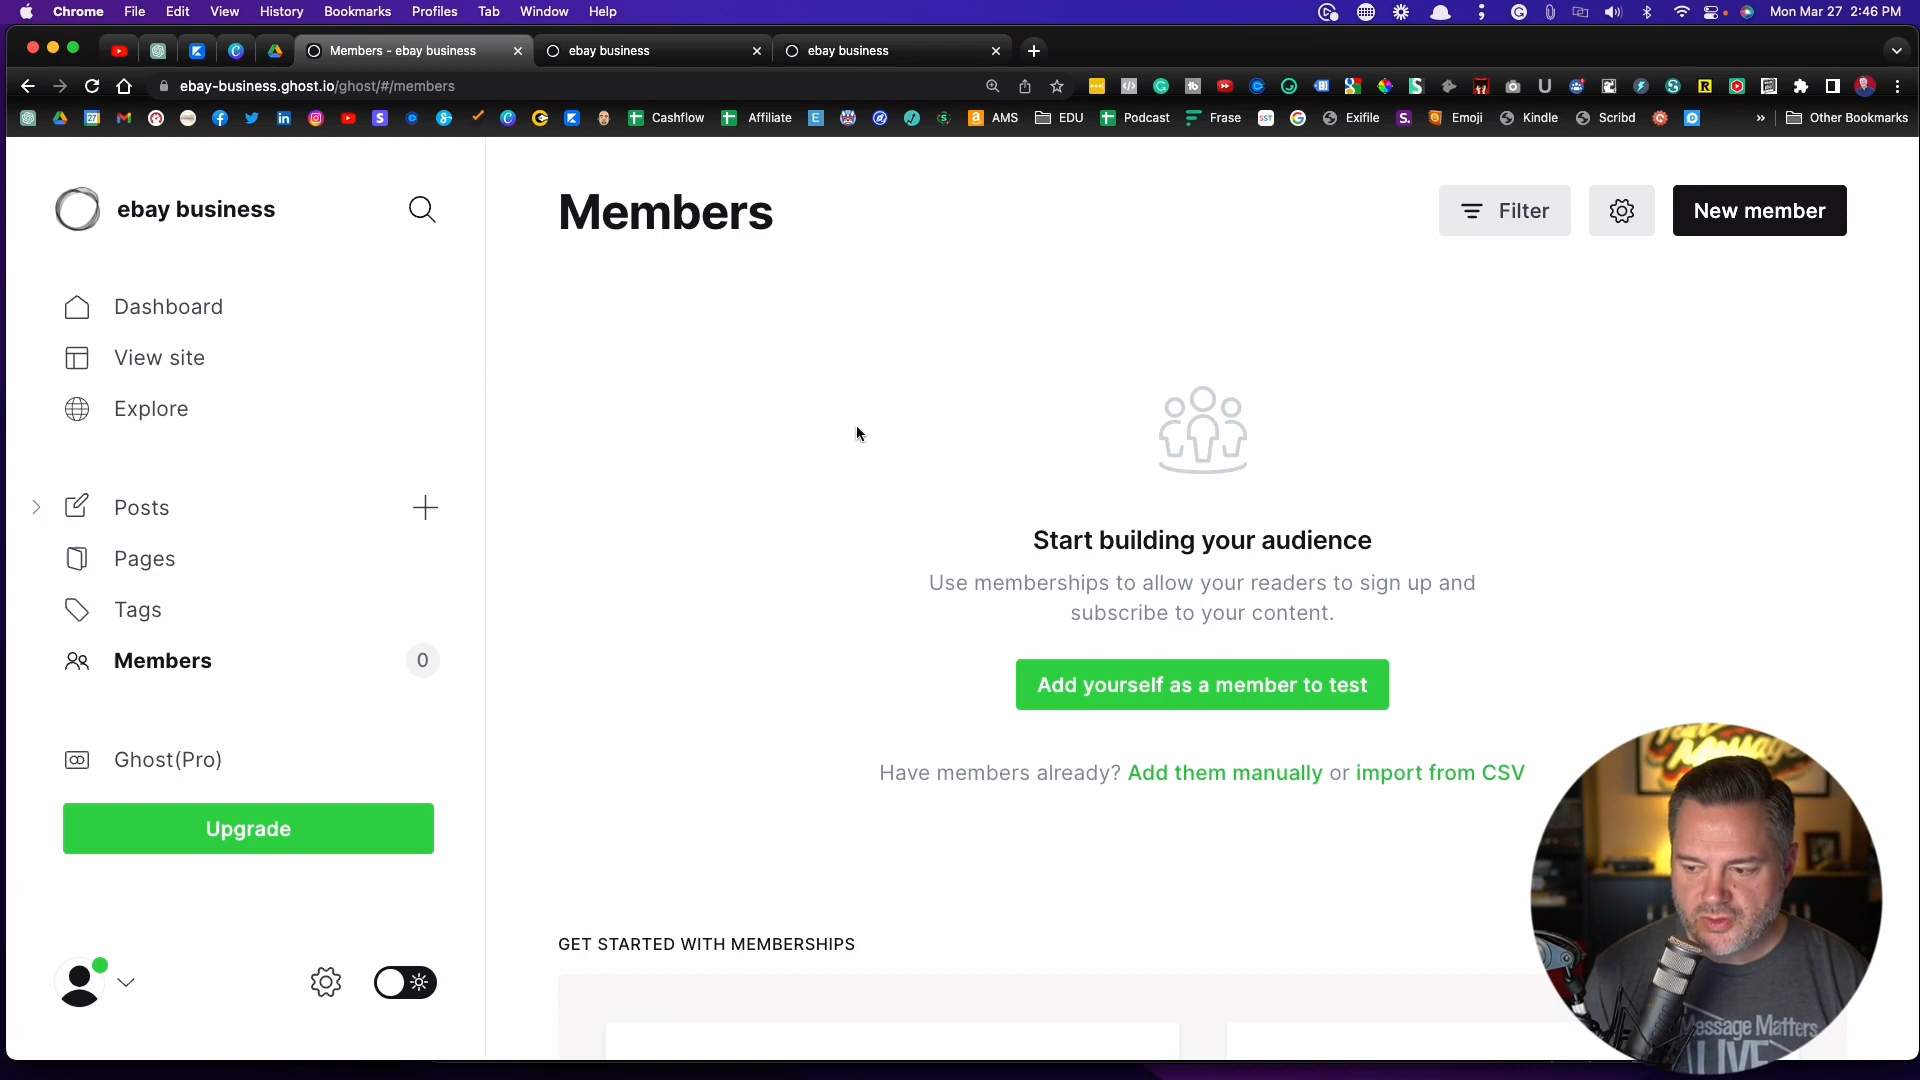 Chrome File Edit View History Bookmarks Profiles Tab Window Help
Mon Mar 27 2:46 PM
Members - ebay business
ebay business
ebay business
ebay-business.ghost.io/ghost/#/members
Cashflow Affiliate AMS EDU Podcast Frase Exifile Emoji Kindle Scribd » Other Bookmarks
ebay business
Dashboard
View site
Explore
Posts
Pages
Tags
Members 0
Ghost(Pro)
Upgrade
Members
Filter
New member
Start building your audience
Use memberships to allow your readers to sign up and
subscribe to your content.
Add yourself as a member to test
Have members already? Add them manually or import from CSV
GET STARTED WITH MEMBERSHIPS
Message Matters
LIVE